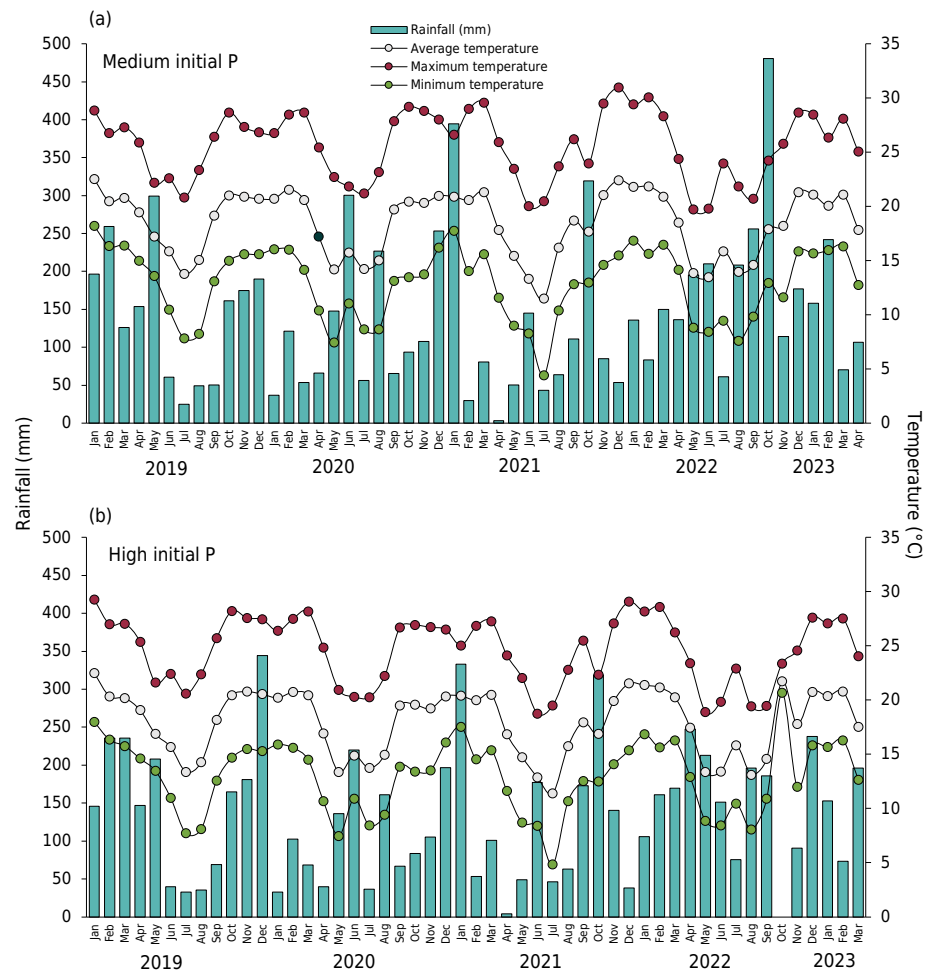 (a)
Medium initial P
Rainfall (mm)
Average temperature
Maximum temperature
Minimum temperature
500
450
400
350
300
250
200
150
100
50
0
35
30
25
20
15
10
5
0
Jan Feb Mar Apr May Jun Jul Aug Sep Oct Nov Dec Jan Feb Mar Apr May Jun Jul Aug Sep Oct Nov Dec Jan Feb Mar Apr May Jun Jul Aug Sep Oct Nov Dec Jan Feb Mar Apr May Jun Jul Aug Sep Oct Nov Dec Jan Feb Mar Apr
2019 2020 2021 2022 2023
Rainfall (mm)
Temperature (°C)
(b)
High initial P
500
450
400
350
300
250
200
150
100
50
0
35
30
25
20
15
10
5
0
Jan Feb Mar Apr May Jun Jul Aug Sep Oct Nov Dec Jan Feb Mar Apr May Jun Jul Aug Sep Oct Nov Dec Jan Feb Mar Apr May Jun Jul Aug Sep Oct Nov Dec Jan Feb Mar Apr May Jun Jul Aug Sep Oct Nov Dec Jan Feb Mar
2019 2020 2021 2022 2023